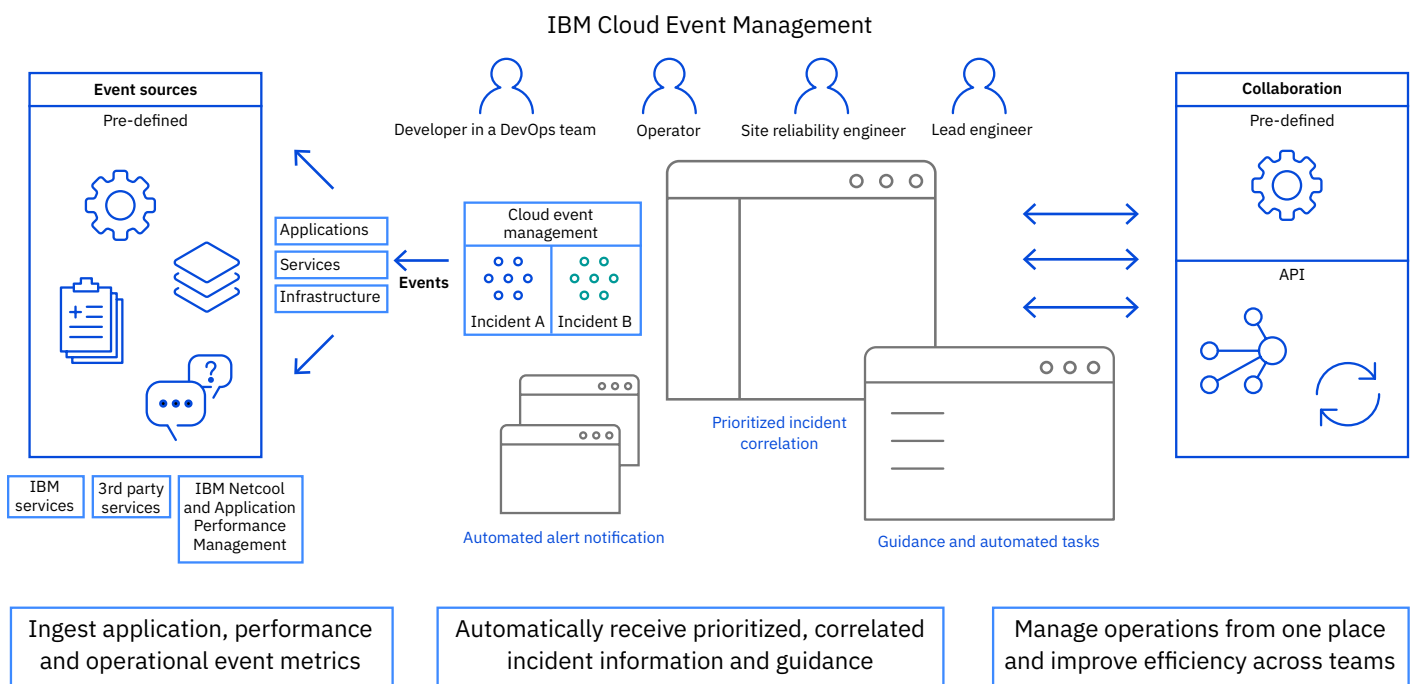 IBM Cloud Event Management
Event sources
Pre-defined
Developer in a DevOps team
Operator
Site reliability engineer
Lead engineer
Collaboration
Pre-defined
Applications
Services
Infrastructure
Events
Cloud event
management
Incident A
Incident B
API
?
Prioritized incident
correlation
IBM
services
3rd party
services
IBM Netcool
and Application
Performance
Management
Automated alert notification
Guidance and automated tasks
Ingest application, performance
and operational event metrics
Automatically receive prioritized, correlated
incident information and guidance
Manage operations from one place
and improve efficiency across teams